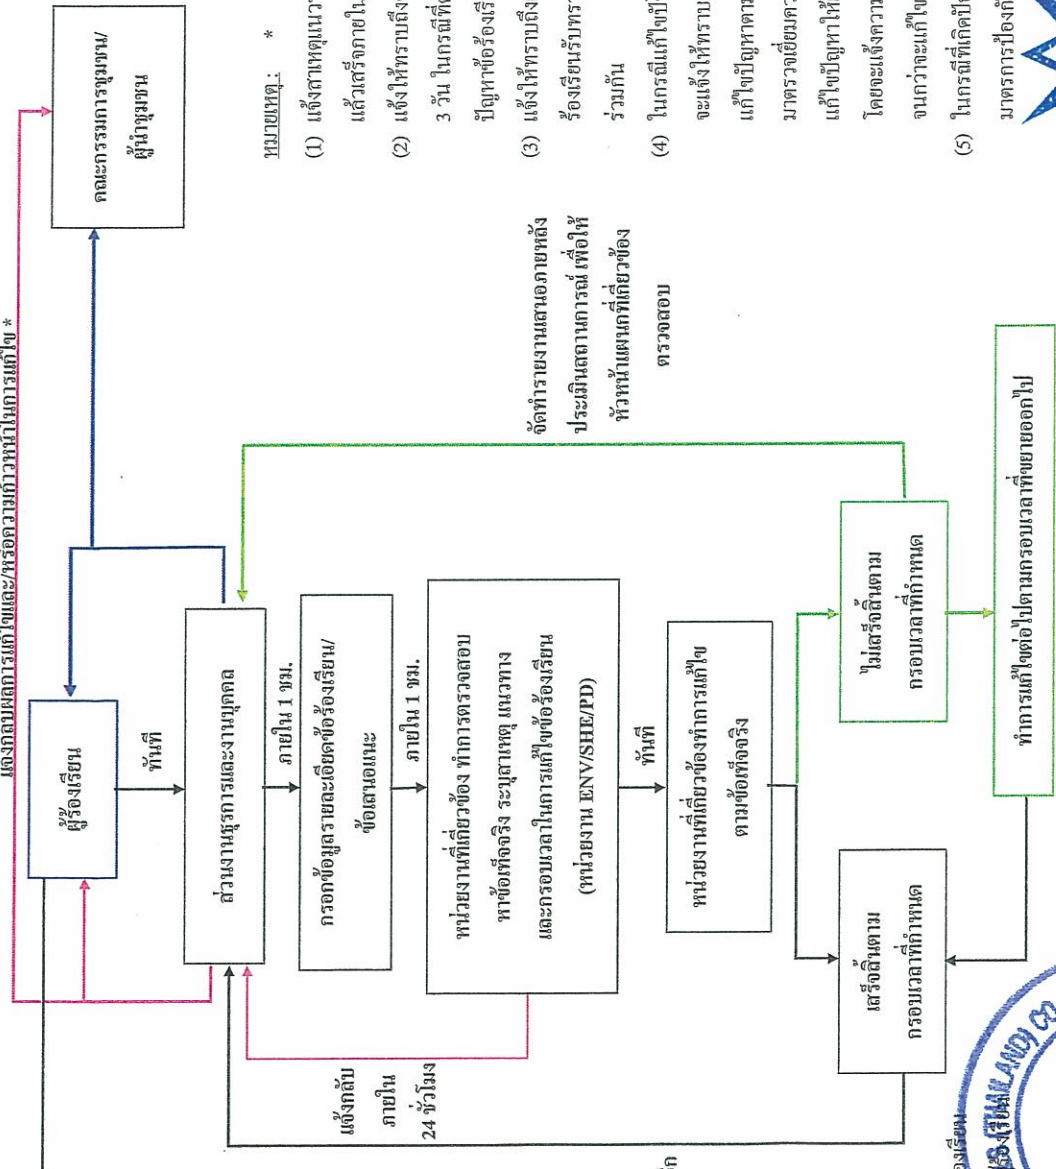 แจ้งกลับผลการแก้ไขและ/หรือความก้าวหน้าในการแก้ไข *
คณะกรรมการชุมชน/
ผู้นำชุมชน
ผู้ร้องเรียน
ทันที
ส่วนงานธุรการและงานบุคคล
ภายใน 1 ชม.
กรอกข้อมูลรายละเอียดข้อร้องเรียน/
ข้อเสนอแนะ
ภายใน 1 ชม.
หน่วยงานที่เกี่ยวข้อง ทำการตรวจสอบ
หาข้อเท็จจริง ระบุสาเหตุ แนวทาง
และกรอบเวลาในการแก้ไขข้อร้องเรียน
(หน่วยงาน ENV/SHE/PD)
แจ้งกลับ
ภายใน
24 ชั่วโมง
ทันที
หน่วยงานที่เกี่ยวข้องทำการแก้ไข
ตามข้อเท็จจริง
เสร็จสิ้นตาม
กรอบเวลาที่กำหนด
ไม่เสร็จสิ้นตาม
กรอบเวลาที่กำหนด
ทำการแก้ไขต่อไปตามกรอบเวลาที่ขยายออกไป
จัดทำรายงานเสนอภายหลัง
ประเมินสถานการณ์ เพื่อให้
หัวหน้าแผนกที่เกี่ยวข้อง
ตรวจสอบ
หมายเหตุ : *
(1) แจ้งสาเหตุแนวทาง
แล้วเสร็จภายใน
(2) แจ้งให้ทราบถึง
3 วัน ในกรณีที่
ปัญหาข้อร้องเรี
(3) แจ้งให้ทราบถึง
ร้องเรียนรับทรา
ร่วมกัน
(4) ในกรณีแก้ไขปั
จะแจ้งให้ทราบ
แก้ไขปัญหาตาม
มาตรวจเยี่ยมคว
แก้ไขปัญหาให้
โดยจะแจ้งความ
จนกว่าจะแก้ไข
(5) ในกรณีที่เกิดปั
มาตรการป้องกั
(THAILAND) CO